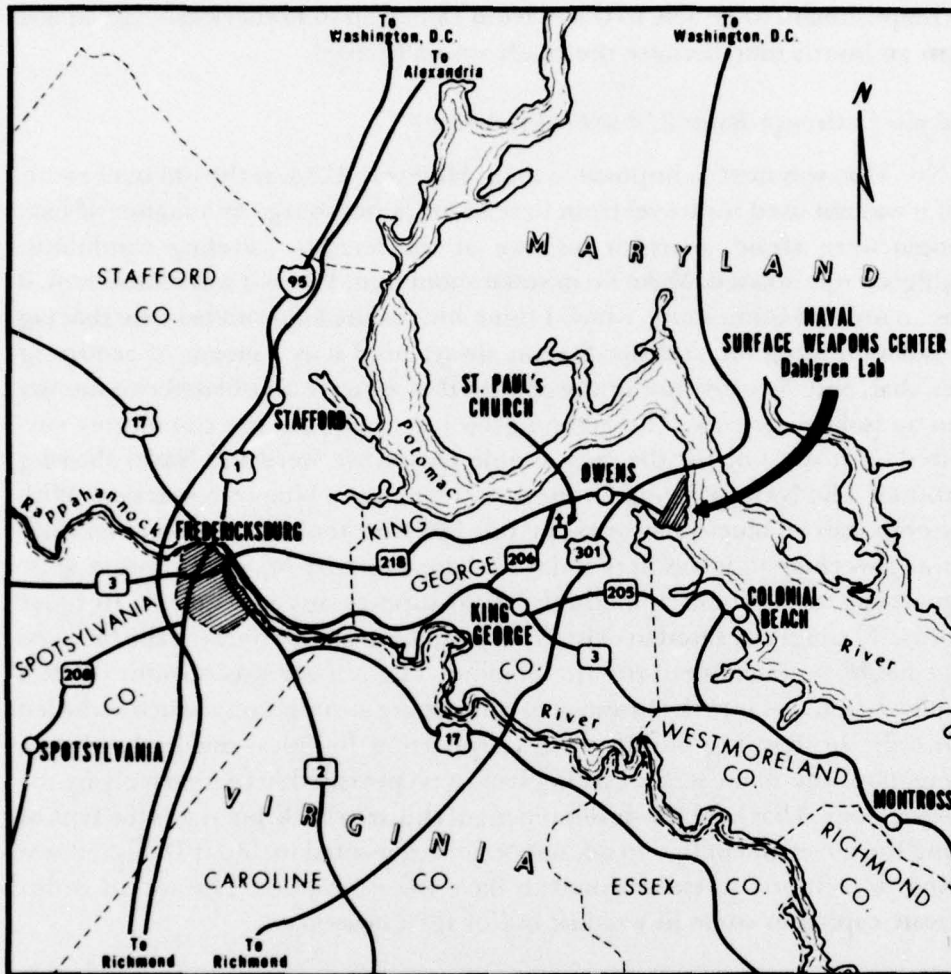 To
Washington, D.C.
To
Alexandria
To
Washington, D.C.
N
MARYLAND
STAFFORD
CO.
95
NAVAL
SURFACE WEAPONS CENTER
Dahlgren Lab
ST. PAUL's
CHURCH
17
STAFFORD
Potomac
OWENS
Rappahannock
FREDERICKSBURG
KING
218
206
301
GEORGE
3
205
KING
GEORGE
COLONIAL
BEACH
SPOTSYLVANIA
CO.
CO.
3
River
208
River
17
WESTMORELAND
CO.
SPOTSYLVANIA
2
MONTROSS
VIRGINIA
RICHMOND
CO.
CAROLINE CO.
ESSEX CO.
To
Richmond
To
Richmond